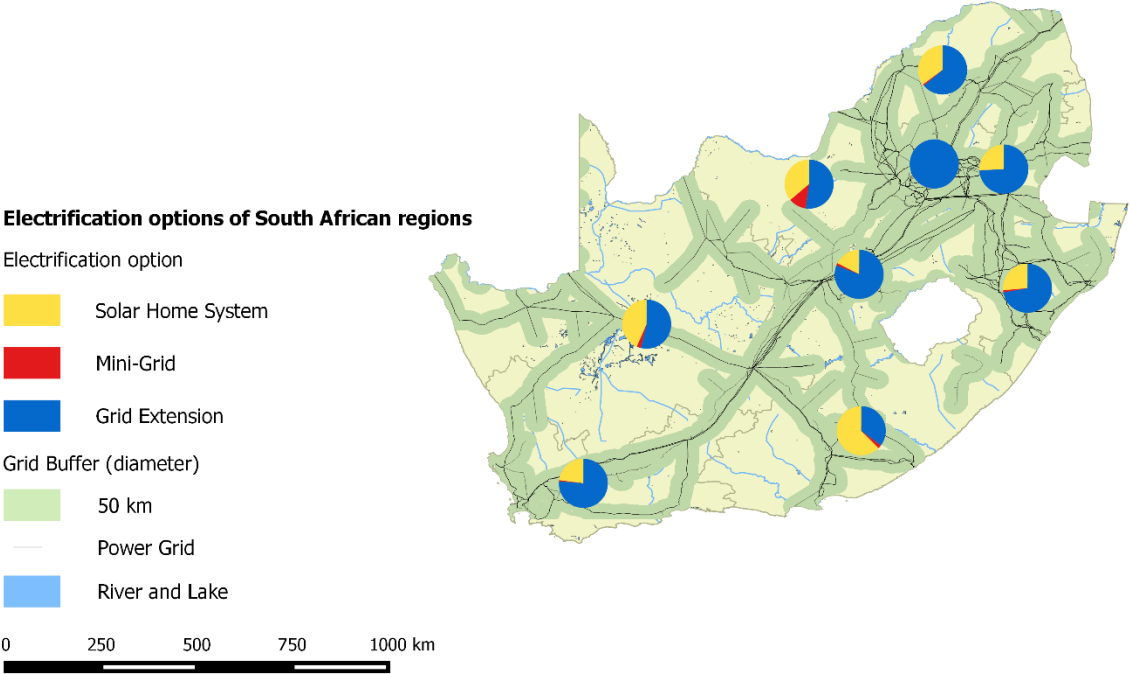 Electrification options of South African regions
Electrification option
Solar Home System
Mini-Grid
Grid Extension
Grid Buffer (diameter)
50 km
Power Grid
River and Lake
0 250 500 750 1000 km